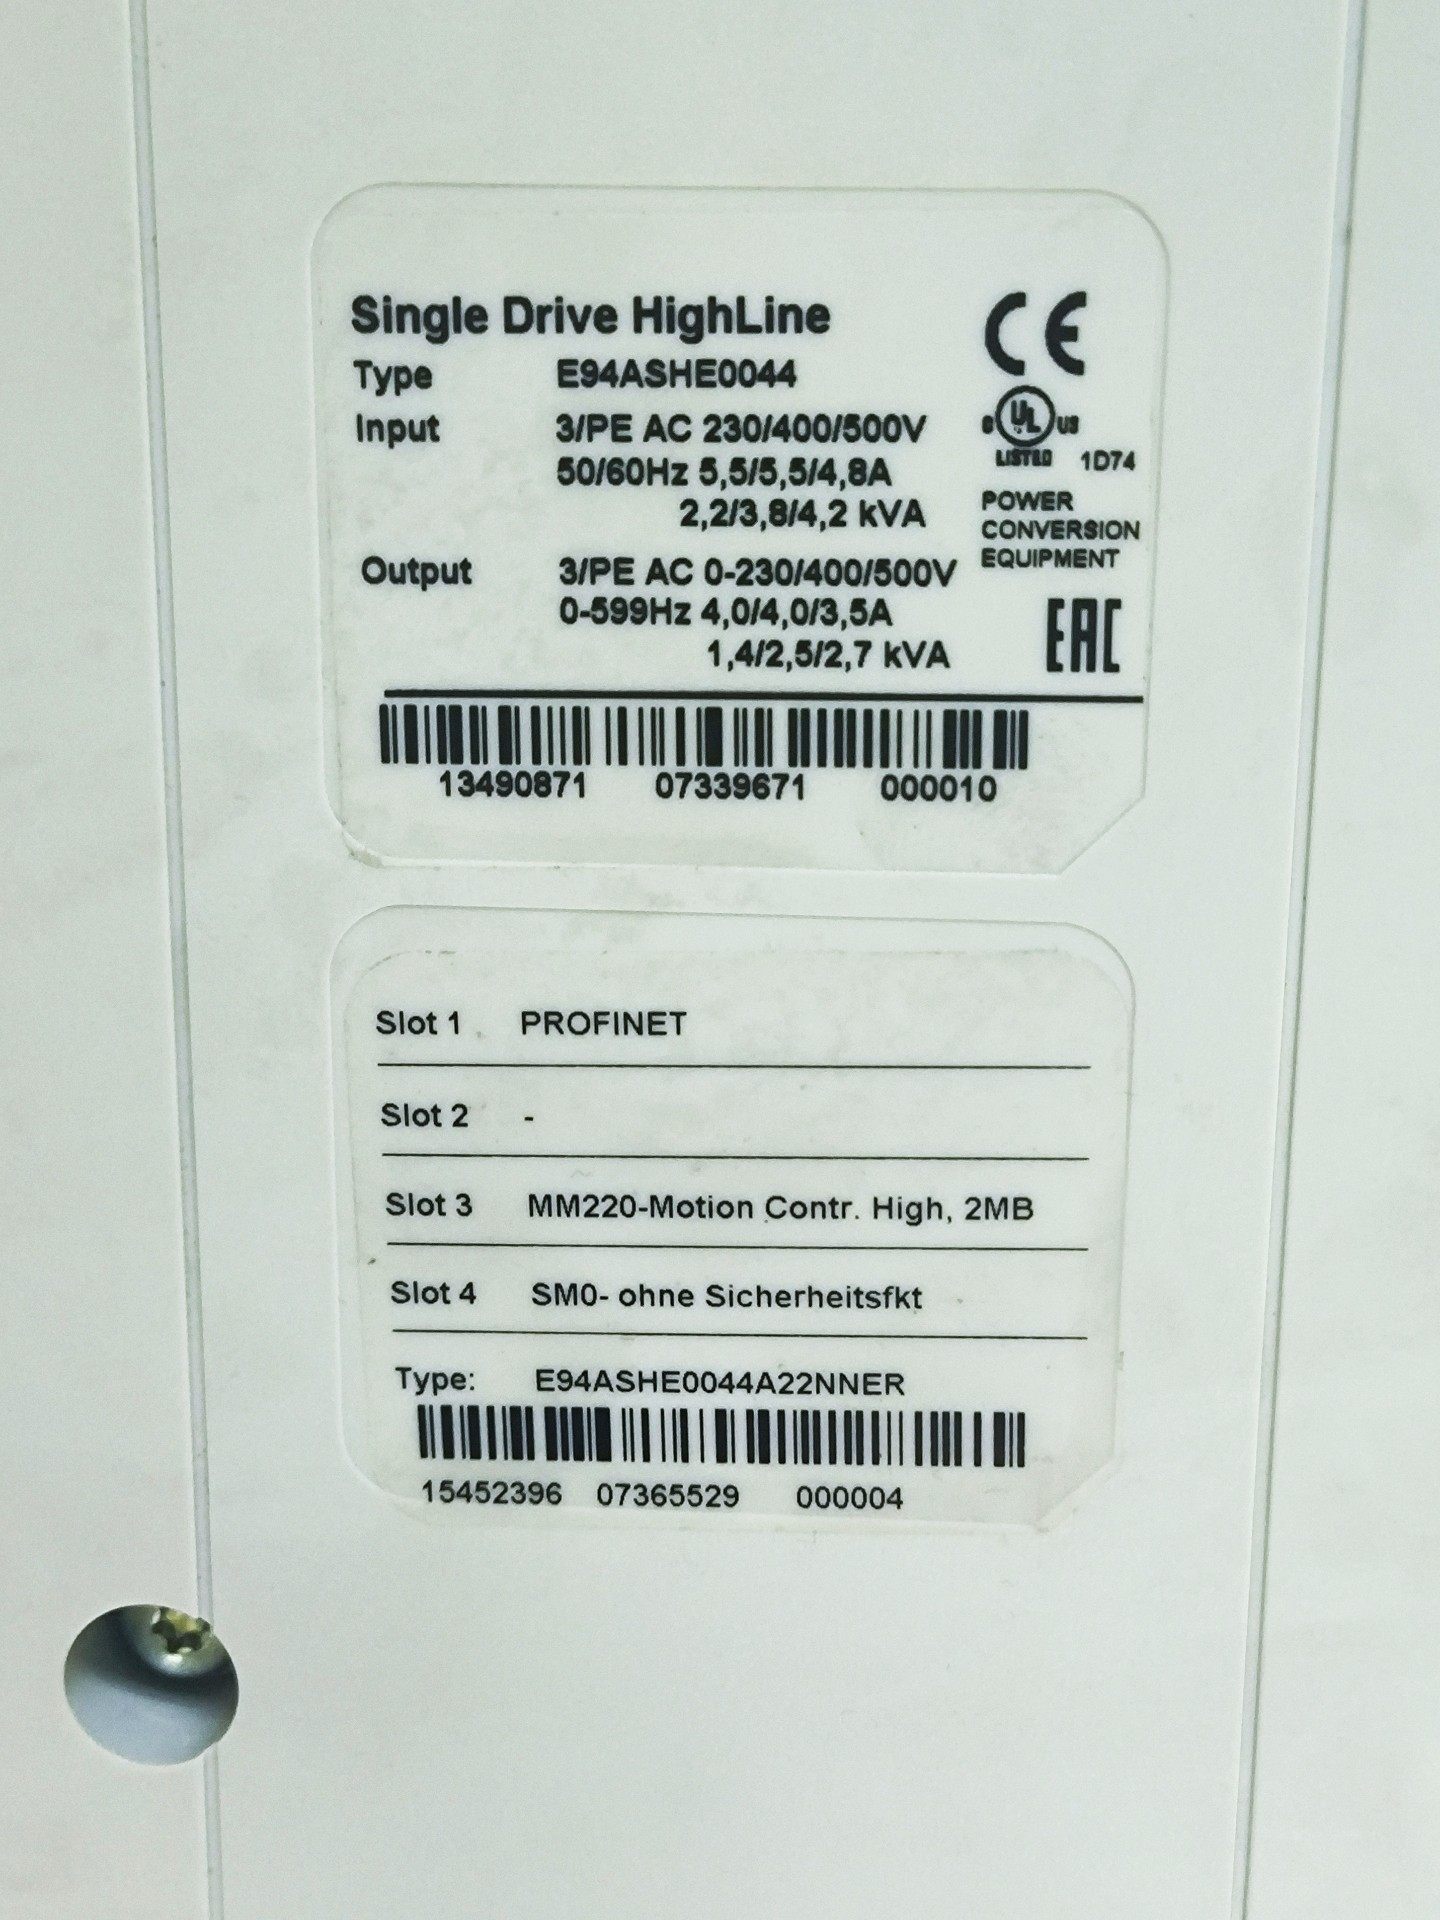 Single Drive HighLine
CE
Type E94ASHE0044
Input 3/PE AC 230/400/500V
50/60Hz 5,5/5,5/4,8A
2,2/3,8/4,2 kVA
c UL US
LISTED 1D74
POWER
CONVERSION
EQUIPMENT
Output 3/PE AC 0-230/400/500V
0-599Hz 4,0/4,0/3,5A
1,4/2,5/2,7 kVA
EAC
13490871 07339671 000010
Slot 1 PROFINET
Slot 2 -
Slot 3 MM220-Motion Contr. High, 2MB
Slot 4 SM0- ohne Sicherheitsfkt
Type: E94ASHE0044A22NNER
15452396 07365529 000004